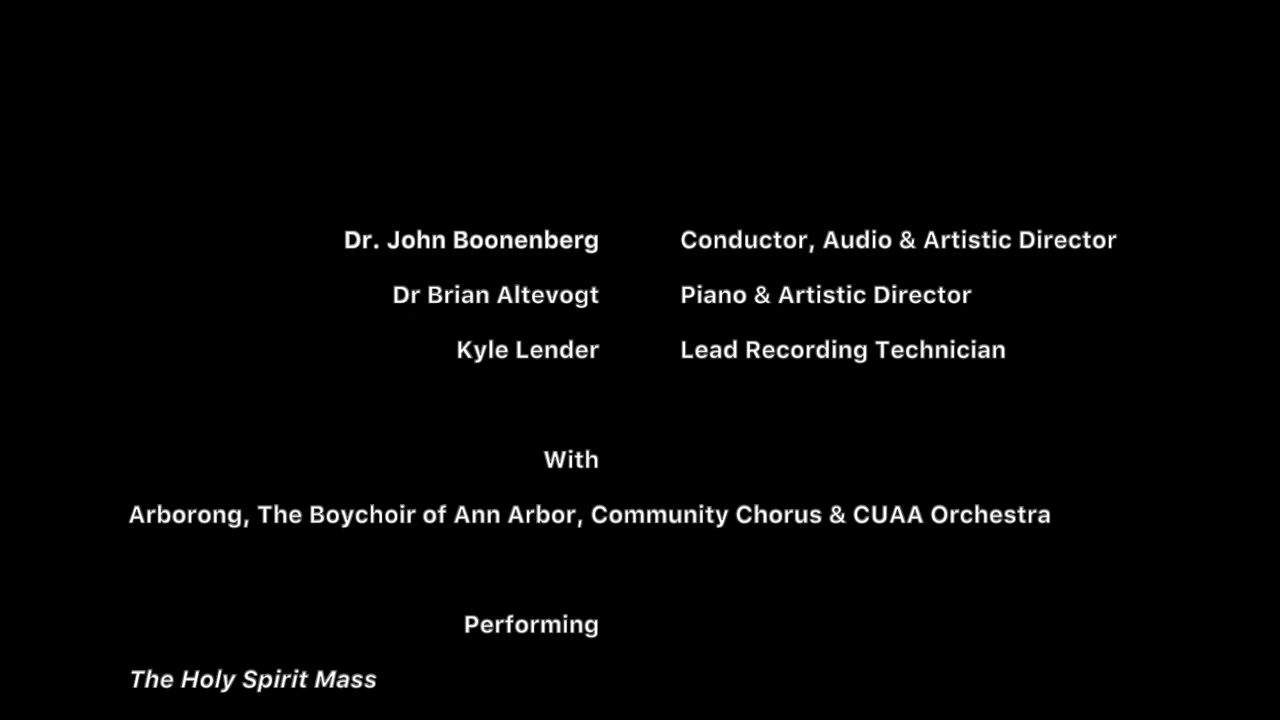 Dr. John Boonenberg Conductor, Audio & Artistic Director
Dr Brian Altevogt Piano & Artistic Director
Kyle Lender Lead Recording Technician
With
Arborong, The Boychoir of Ann Arbor, Community Chorus & CUAA Orchestra
Performing
The Holy Spirit Mass